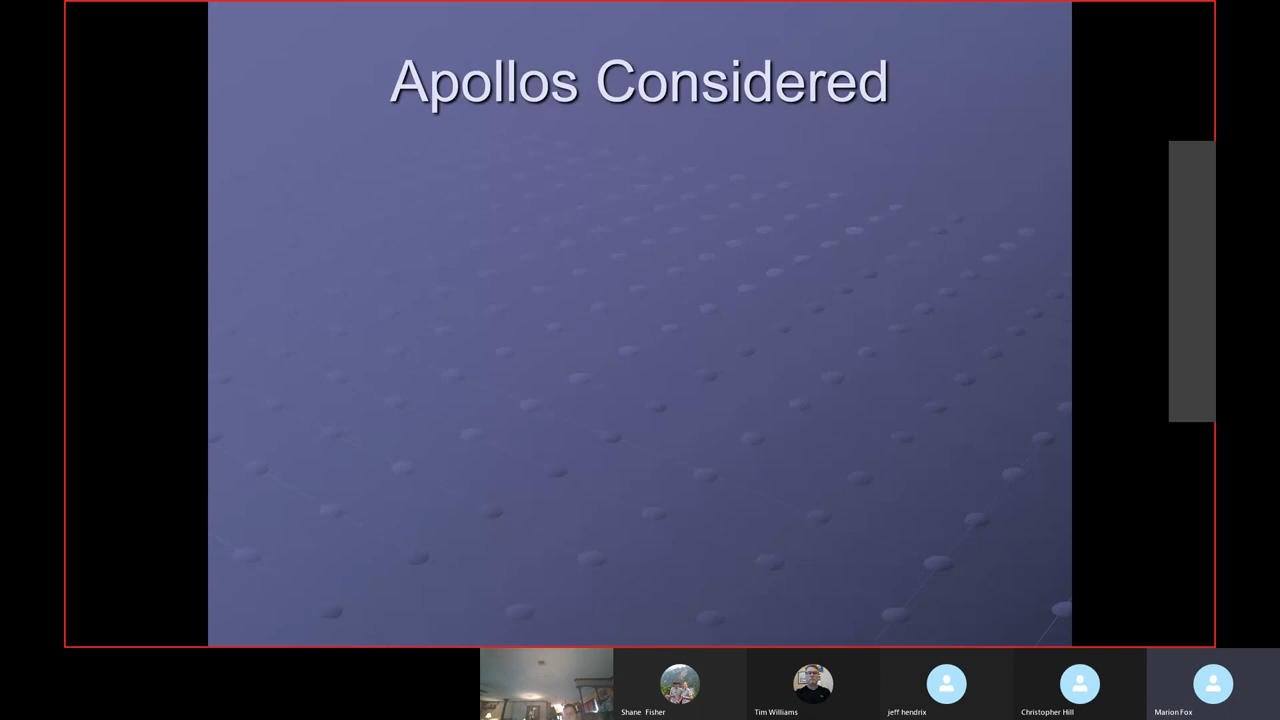 Apollos Considered
Shane Fisher
Tim Williams
jeff hendrix
Christopher Hill
Marion Fox